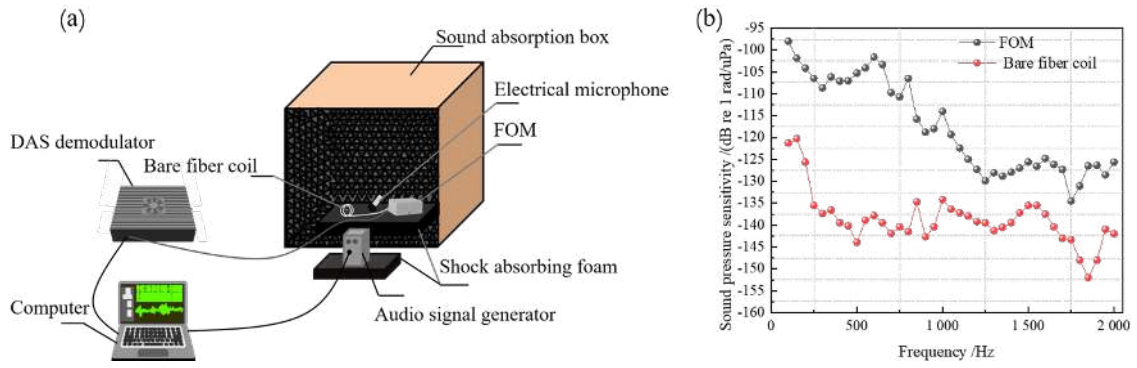 (a)
Sound absorption box
Electrical microphone
FOM
DAS demodulator
Bare fiber coil
Shock absorbing foam
Computer
Audio signal generator
(b)
Sound pressure sensitivity /(dB re 1 rad/uPa)
-95
-100
-105
-110
-115
-120
-125
-130
-135
-140
-145
-150
-155
-160
FOM
Bare fiber coil
0
500
1 000
1 500
2 000
Frequency /Hz